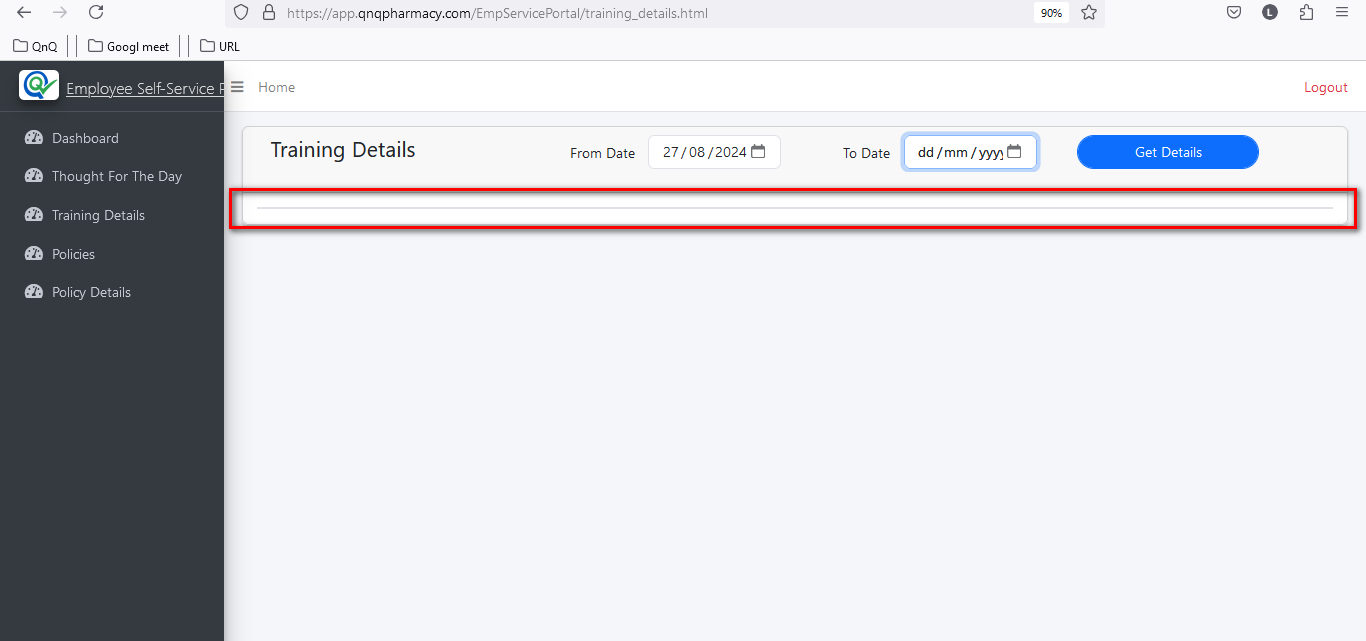 https://app.qnqpharmacy.com/EmpServicePortal/training_details.html
90%
L
QnQ
Googl meet
URL
Employee Self-Service P
Home
Logout
Dashboard
Thought For The Day
Training Details
Policies
Policy Details
Training Details
From Date
27/08/2024
To Date
dd/mm/yyyy
Get Details